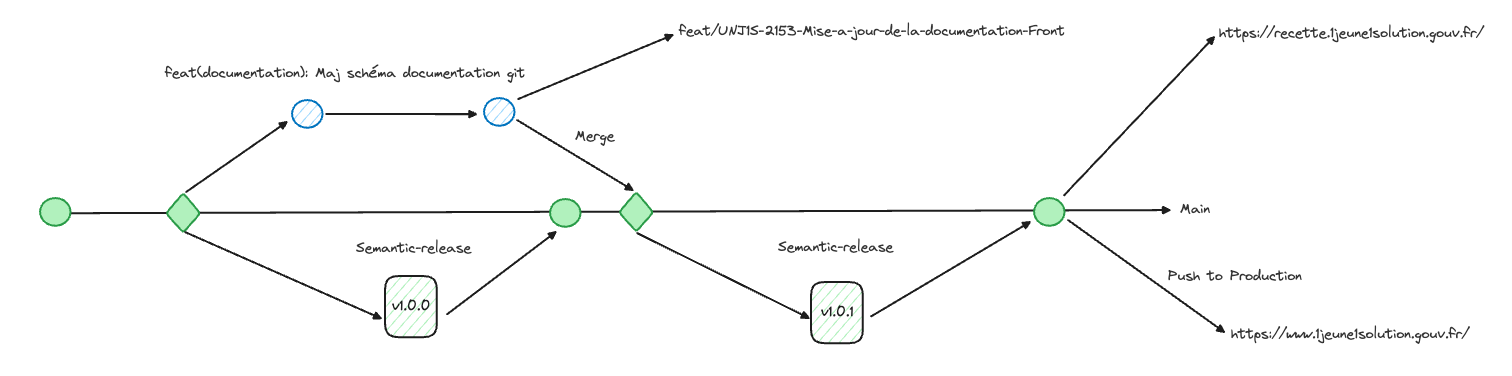 feat/UNJ1S-2153-Mise-a-jour-de-la-documentation-Front
https://recette.1jeune1solution.gouv.fr/
feat(documentation): Maj schéma documentation git
Merge
Main
Semantic-release
Semantic-release
Push to Production
v1.0.0
v1.0.1
https://www.1jeune1solution.gouv.fr/